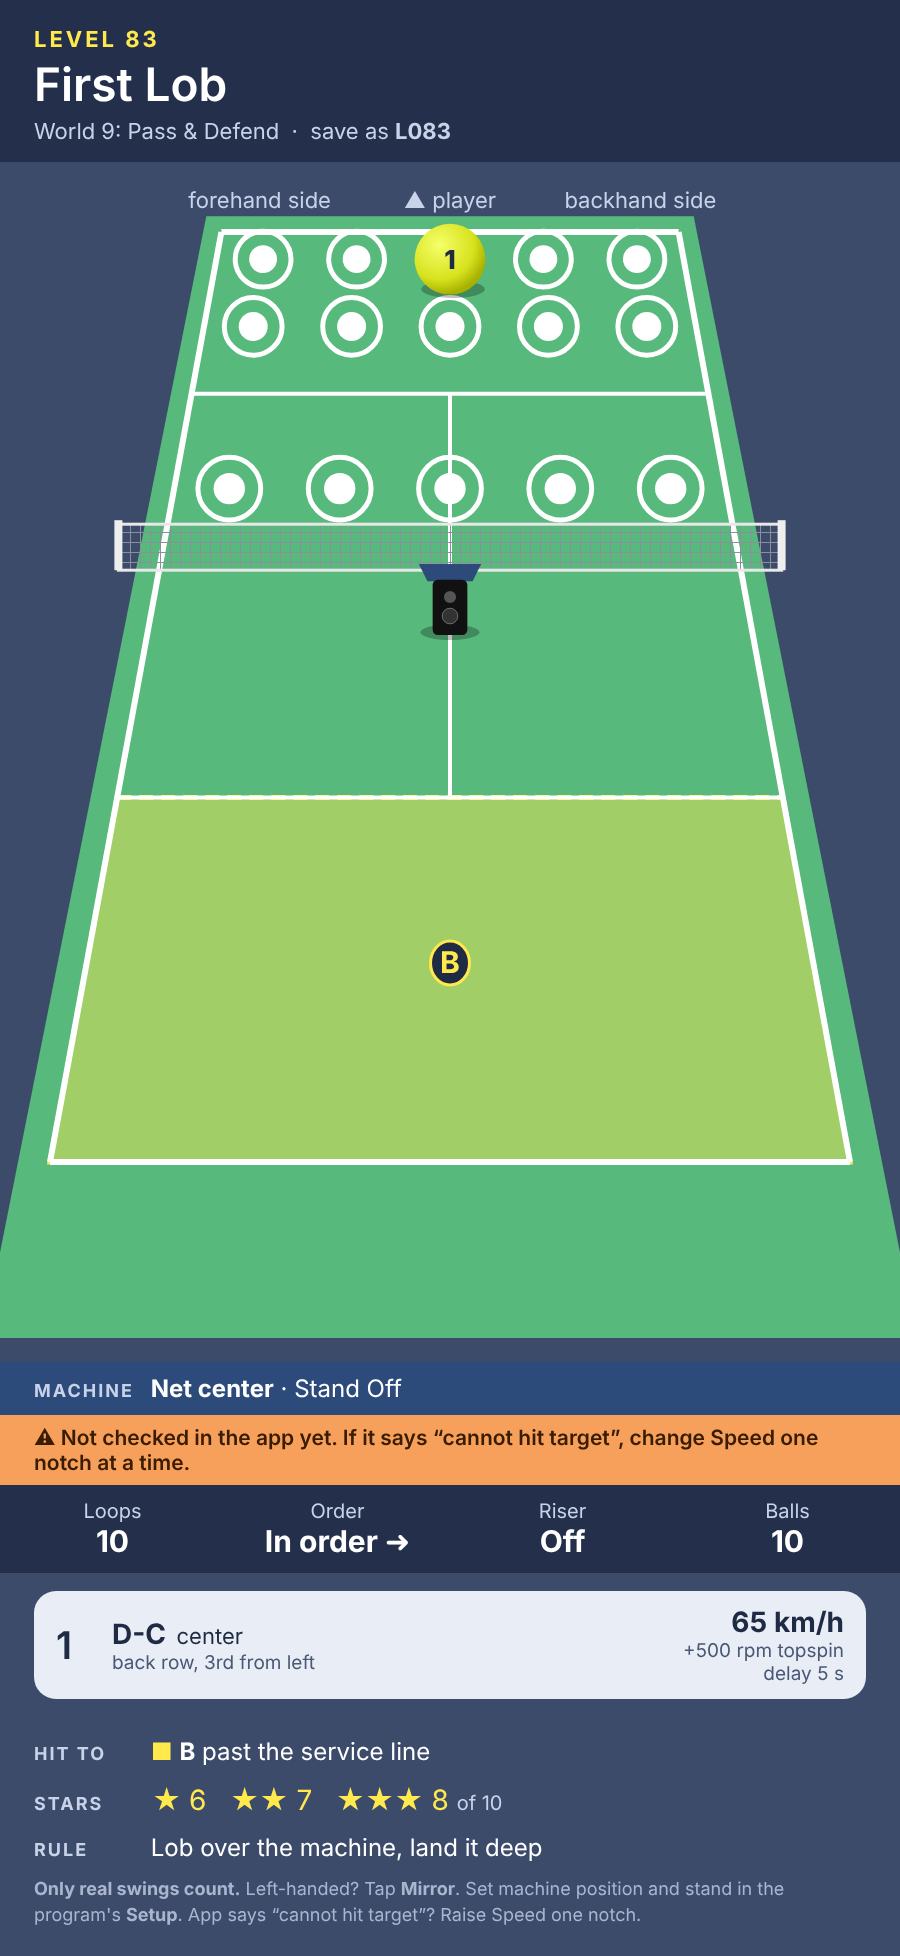 LEVEL 83
First Lob
World 9: Pass & Defend · save as L083
forehand side ▲ player backhand side
1
B
MACHINE Net center · Stand Off
⚠ Not checked in the app yet. If it says “cannot hit target”, change Speed one
notch at a time.
Loops Order Riser Balls
10 In order ➜ Off 10
1 D-C center 65 km/h
back row, 3rd from left +500 rpm topspin
delay 5 s
HIT TO ■ B past the service line
STARS ★ 6 ★★ 7 ★★★ 8 of 10
RULE Lob over the machine, land it deep
Only real swings count. Left-handed? Tap Mirror. Set machine position and stand in the
program's Setup. App says “cannot hit target”? Raise Speed one notch.